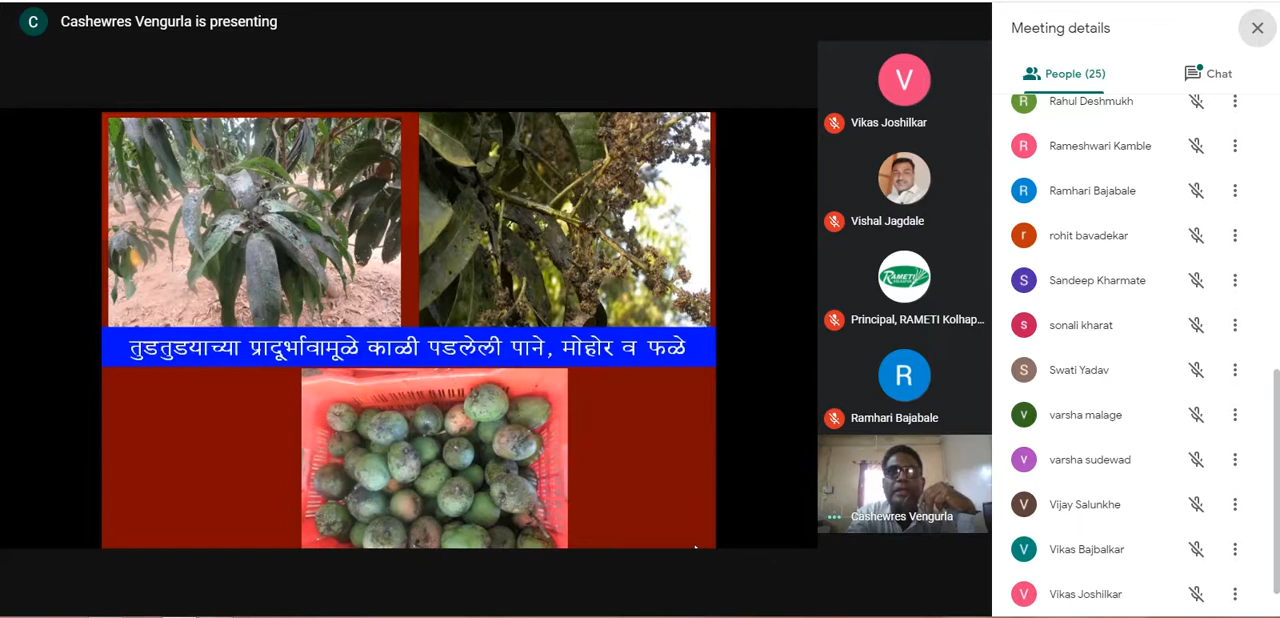 C
Cashewres Vengurla is presenting
तुडतुडयाच्या प्रादूर्भावामूळे काळी पडलेली पाने, मोहोर व फळे
V
Vikas Joshilkar
Vishal Jagdale
RAMETI
Principal, RAMETI Kolhap...
R
Ramhari Bajabale
Cashewres Vengurla
Meeting details
People (25)
Chat
R Rahul Deshmukh
R Rameshwari Kamble
R Ramhari Bajabale
r rohit bavadekar
S Sandeep Kharmate
s sonali kharat
S Swati Yadav
v varsha malage
v varsha sudewad
V Vijay Salunkhe
V Vikas Bajbalkar
V Vikas Joshilkar